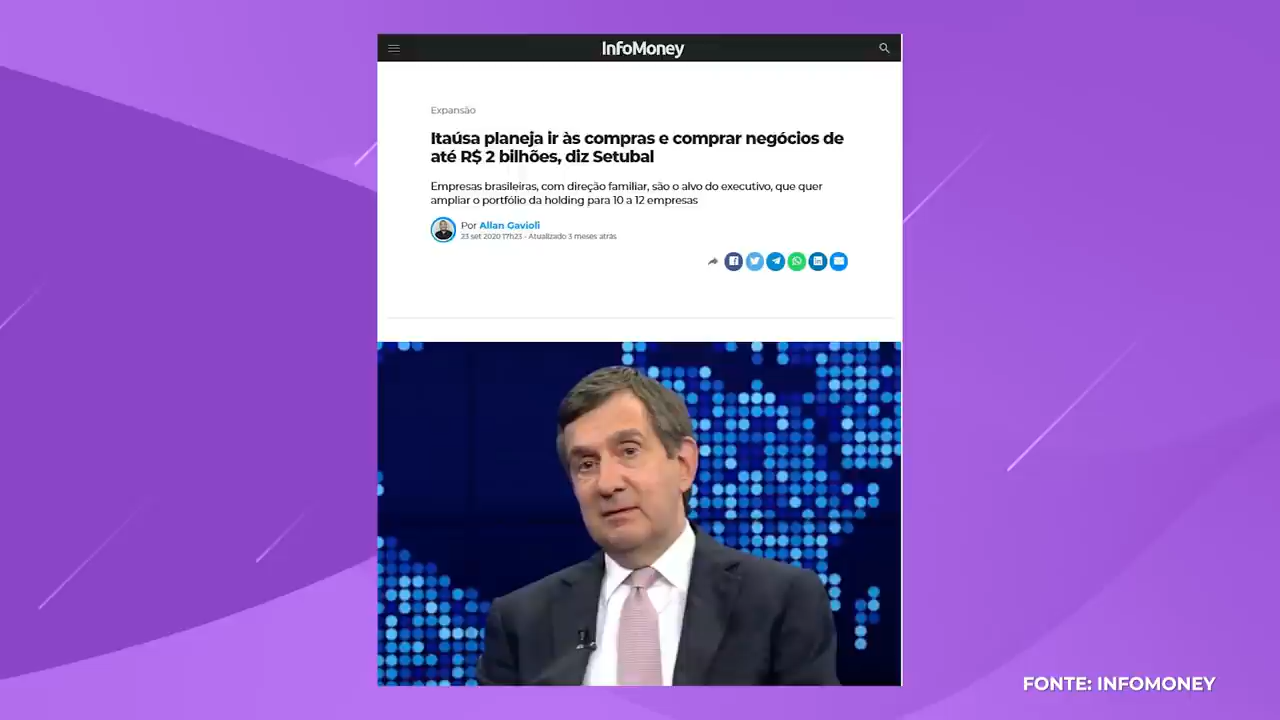 InfoMoney
Expansão
Itaúsa planeja ir às compras e comprar negócios de
até R$ 2 bilhões, diz Setubal
Empresas brasileiras, com direção familiar, são o alvo do executivo, que quer
ampliar o portfólio da holding para 10 a 12 empresas
Por Allan Gavioli
23 set 2020 17h23 - Atualizado 3 meses atrás
FONTE: INFOMONEY